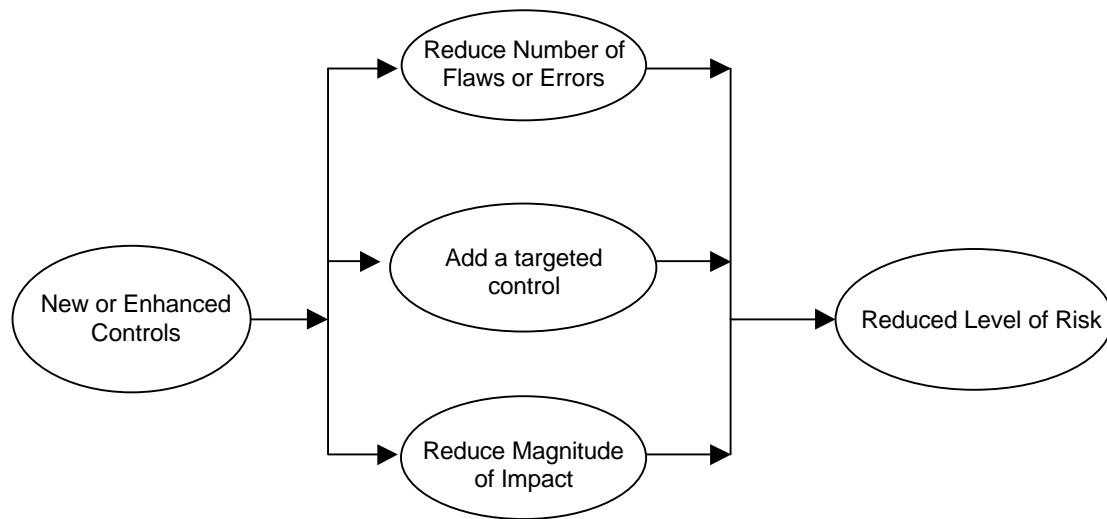 Reduce Number of
Flaws or Errors
Add a targeted
control
New or Enhanced
Controls
Reduced Level of Risk
Reduce Magnitude
of Impact